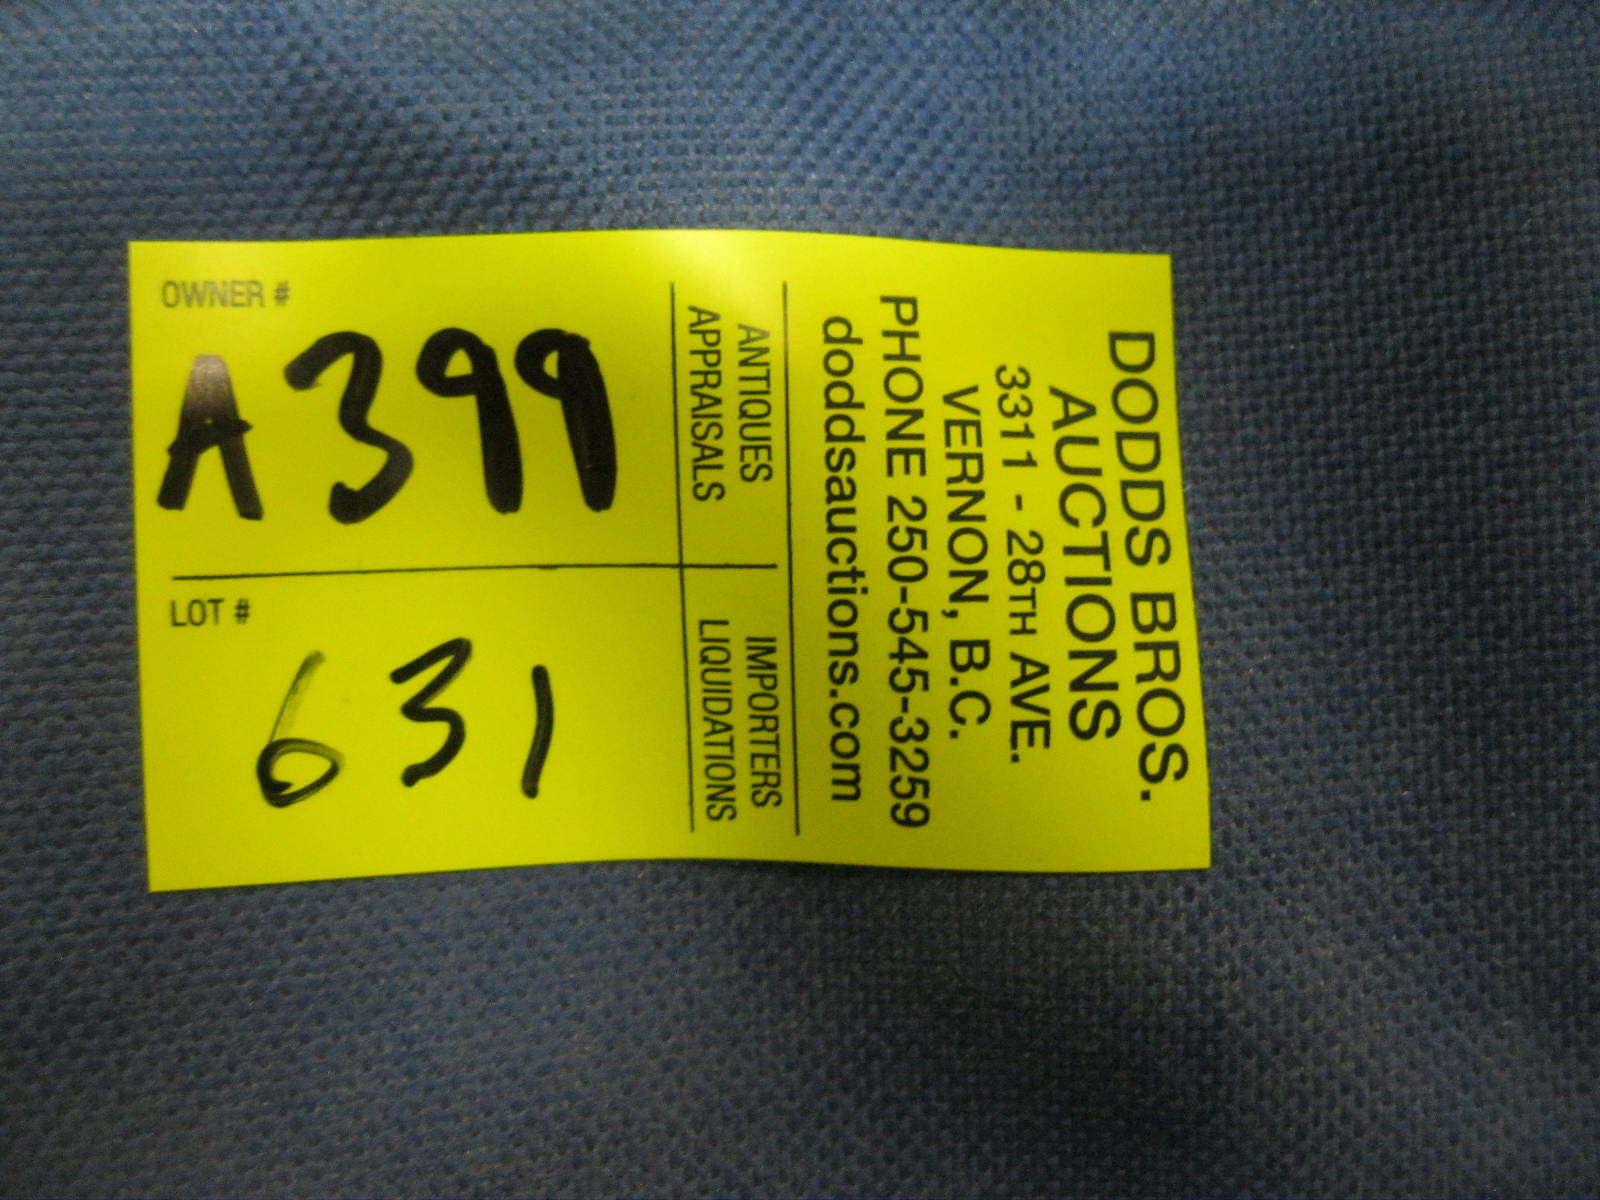 DODDS BROS.
AUCTIONS
3311 - 28TH AVE.
VERNON, B.C.
PHONE 250-545-3259
doddsauctions.com
ANTIQUES
APPRAISALS
IMPORTERS
LIQUIDATIONS
OWNER #
A399
LOT #
631